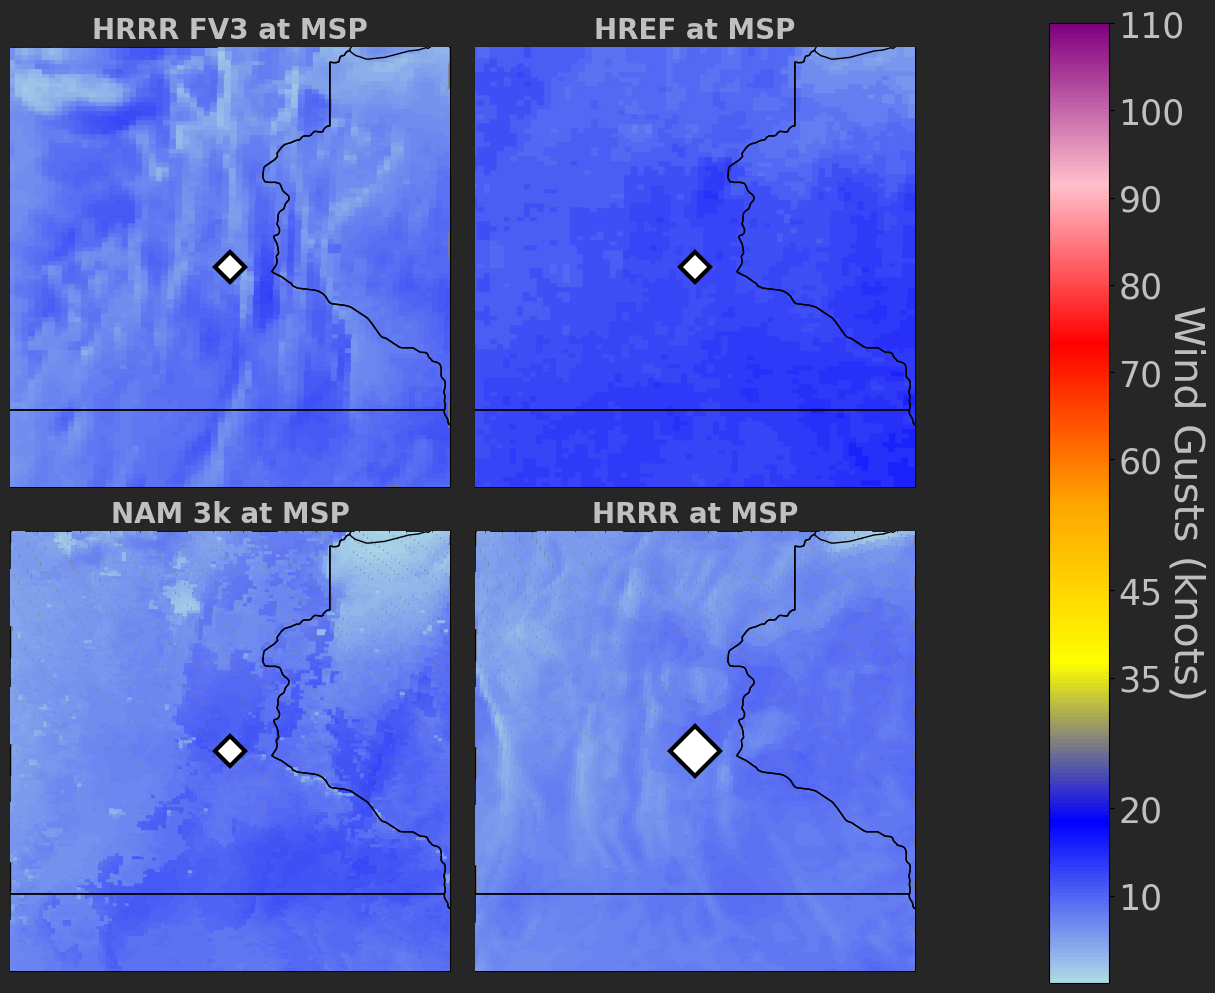 HRRR FV3 at MSP
HREF at MSP
NAM 3k at MSP
HRRR at MSP
110
100
90
80
70
60
45
35
20
10
Wind Gusts (knots)